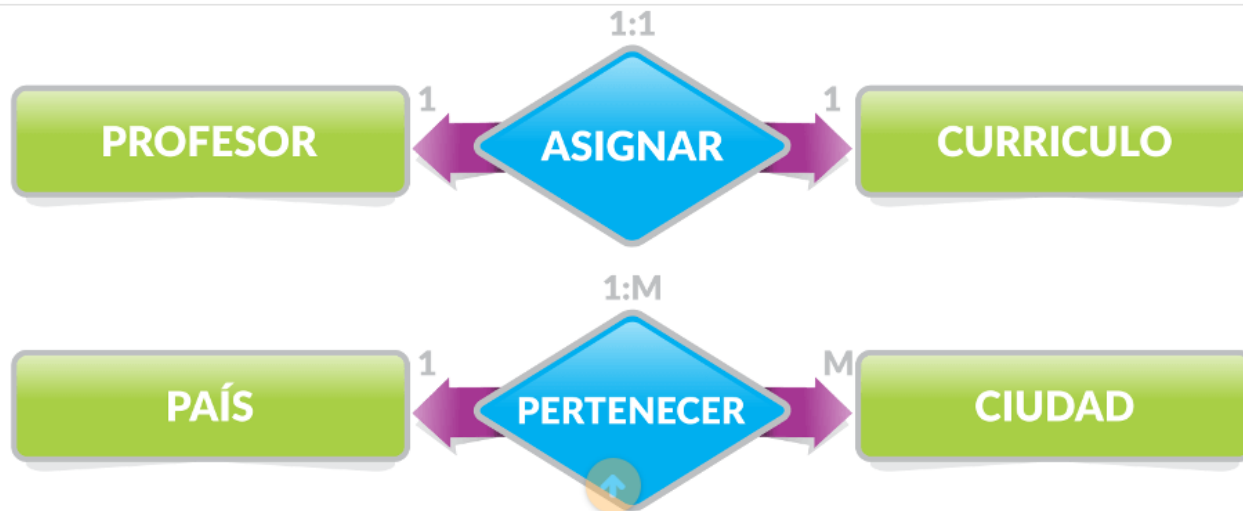 1:1
PROFESOR 1 ASIGNAR 1 CURRICULO
1:M
PAÍS 1 PERTENECER M CIUDAD